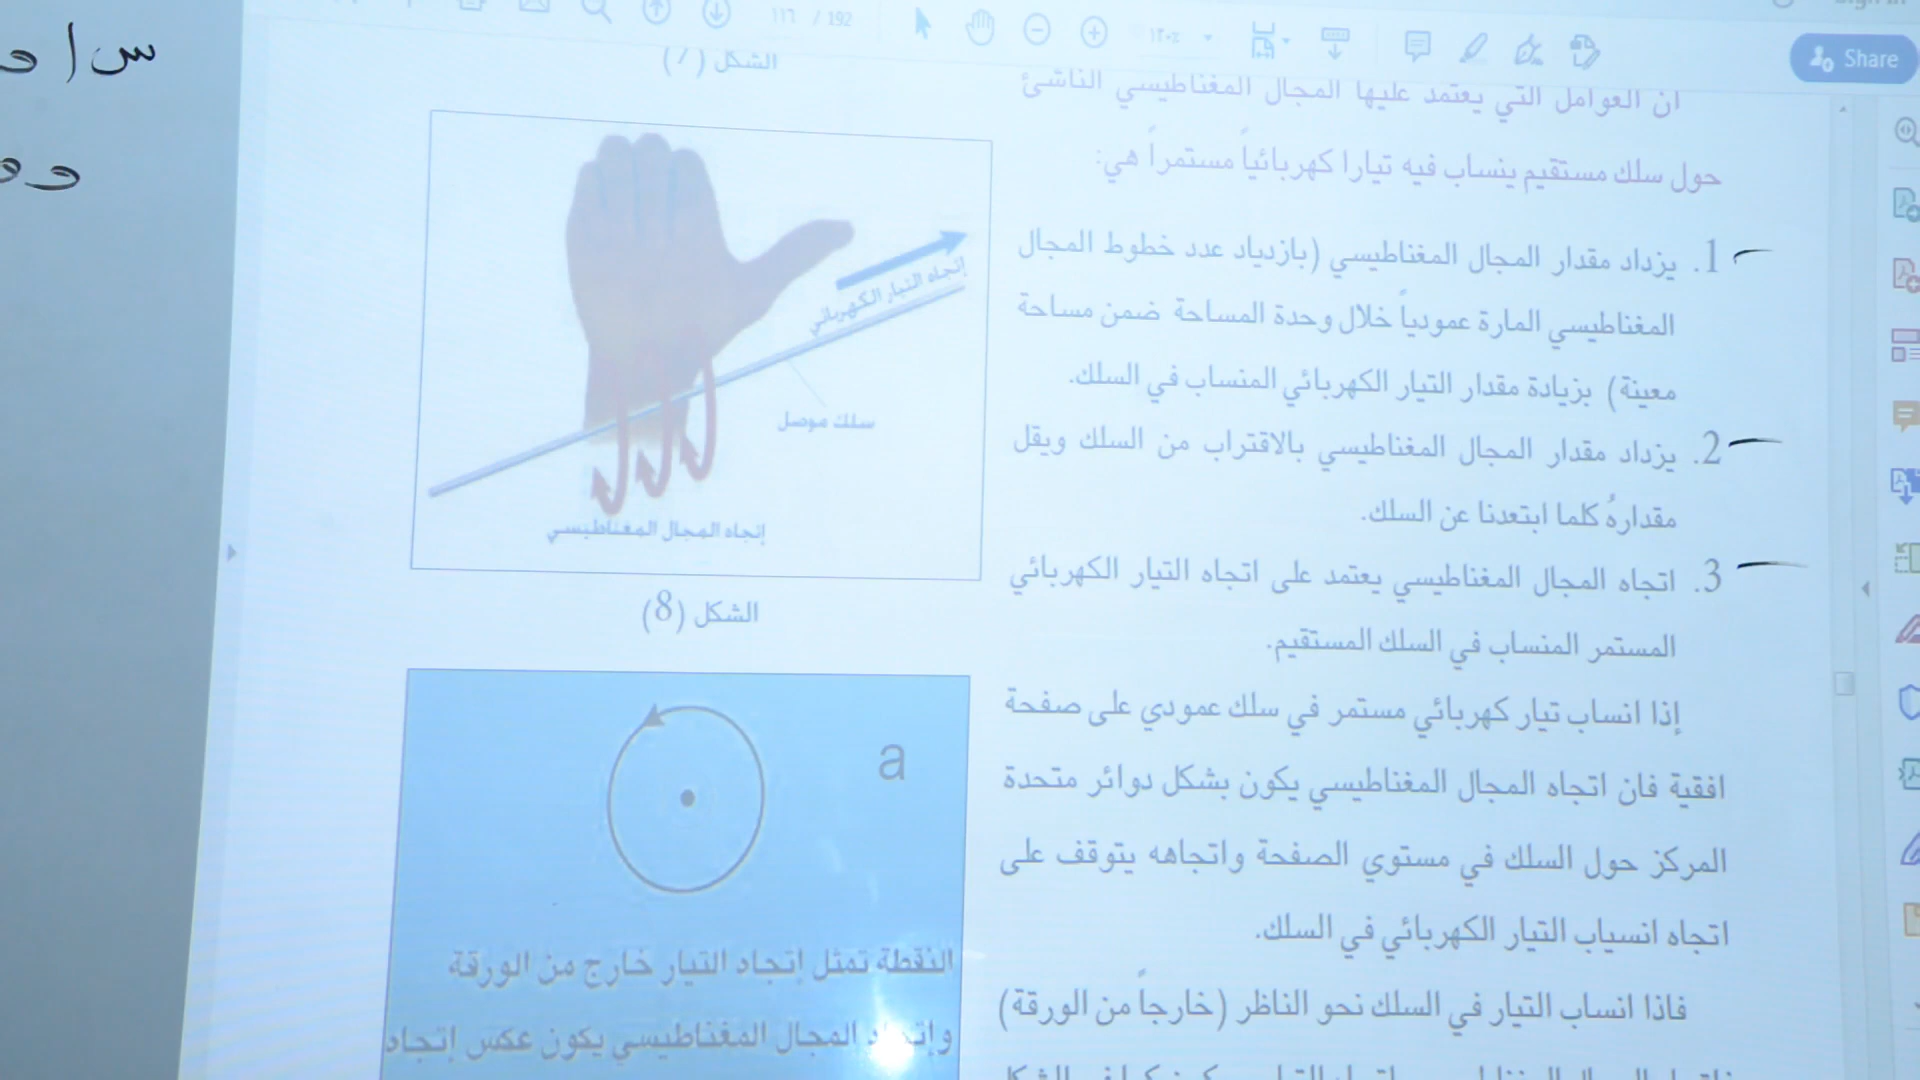 ١١٦ / 192
Share
الشكل (7)
ان العوامل التي يعتمد عليها المجال المغناطيسي الناشئ
حول سلك مستقيم ينساب فيه تيارا كهربائياً مستمراً هي:
1. يزداد مقدار المجال المغناطيسي (بازدياد عدد خطوط المجال
المغناطيسي المارة عمودياً خلال وحدة المساحة ضمن مساحة
معينة) بزيادة مقدار التيار الكهربائي المنساب في السلك.
2. يزداد مقدار المجال المغناطيسي بالاقتراب من السلك ويقل
مقدارهُ كلما ابتعدنا عن السلك.
3. اتجاه المجال المغناطيسي يعتمد على اتجاه التيار الكهربائي
المستمر المنساب في السلك المستقيم.
إذا انساب تيار كهربائي مستمر في سلك عمودي على صفحة
افقية فان اتجاه المجال المغناطيسي يكون بشكل دوائر متحدة
المركز حول السلك في مستوي الصفحة واتجاهه يتوقف على
اتجاه انسياب التيار الكهربائي في السلك.
فاذا انساب التيار في السلك نحو الناظر (خارجاً من الورقة)
إتجاه التيار الكهربائي
سلك موصل
إتجاه المجال المغناطيسي
الشكل (8)
a
النقطة تمثل إتجاه التيار خارج من الورقة
المجال المغناطيسي يكون عكس إتجاه